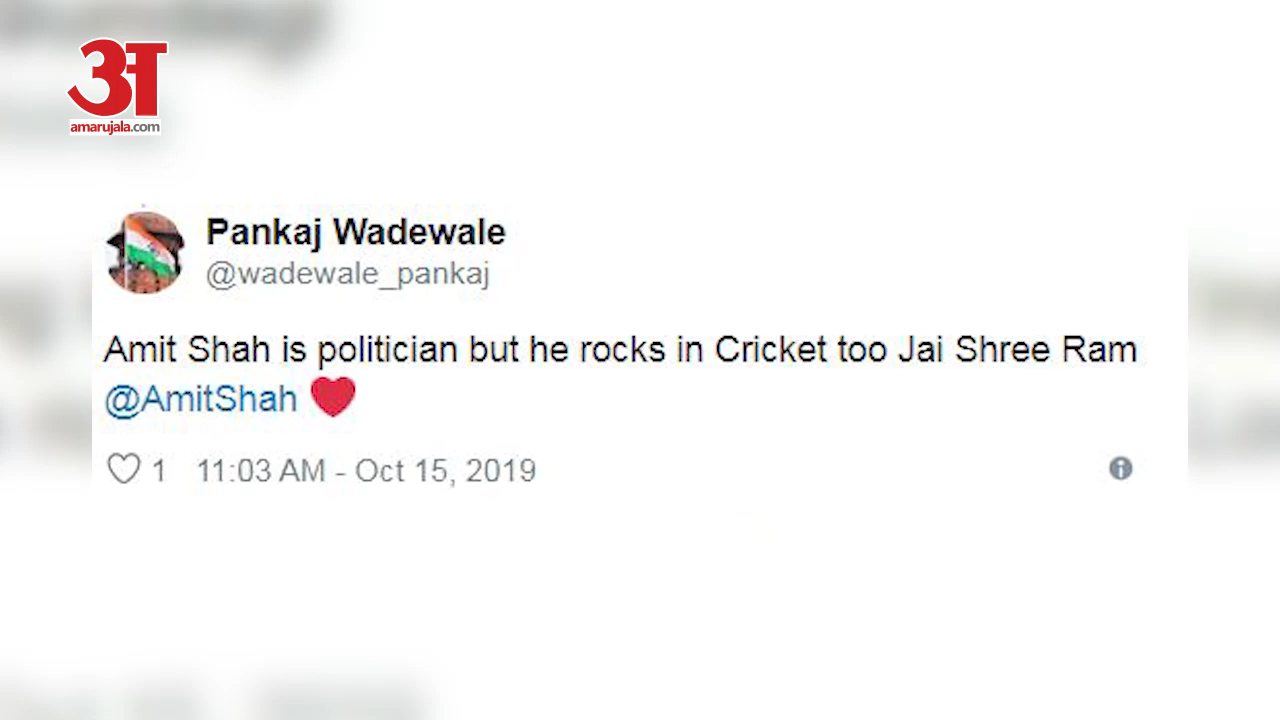 अ
amarujala.com
Pankaj Wadewale
@wadewale_pankaj
Amit Shah is politician but he rocks in Cricket too Jai Shree Ram
@AmitShah ❤
1 11:03 AM - Oct 15, 2019